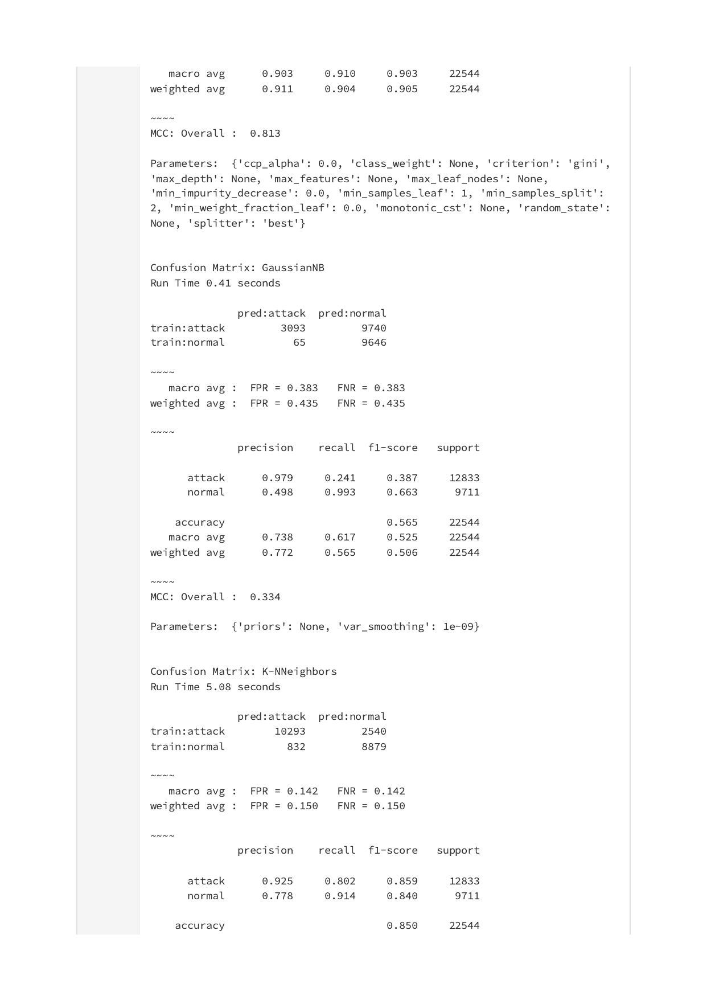 macro avg 0.903 0.910 0.903 22544
weighted avg 0.911 0.904 0.905 22544
~~~~
MCC: Overall : 0.813
Parameters: {'ccp_alpha': 0.0, 'class_weight': None, 'criterion': 'gini',
'max_depth': None, 'max_features': None, 'max_leaf_nodes': None,
'min_impurity_decrease': 0.0, 'min_samples_leaf': 1, 'min_samples_split':
2, 'min_weight_fraction_leaf': 0.0, 'monotonic_cst': None, 'random_state':
None, 'splitter': 'best'}
Confusion Matrix: GaussianNB
Run Time 0.41 seconds
pred:attack pred:normal
train:attack 3093 9740
train:normal 65 9646
~~~~
macro avg : FPR = 0.383 FNR = 0.383
weighted avg : FPR = 0.435 FNR = 0.435
~~~~
precision recall f1-score support
attack 0.979 0.241 0.387 12833
normal 0.498 0.993 0.663 9711
accuracy 0.565 22544
macro avg 0.738 0.617 0.525 22544
weighted avg 0.772 0.565 0.506 22544
~~~~
MCC: Overall : 0.334
Parameters: {'priors': None, 'var_smoothing': 1e-09}
Confusion Matrix: K-NNeighbors
Run Time 5.08 seconds
pred:attack pred:normal
train:attack 10293 2540
train:normal 832 8879
~~~~
macro avg : FPR = 0.142 FNR = 0.142
weighted avg : FPR = 0.150 FNR = 0.150
~~~~
precision recall f1-score support
attack 0.925 0.802 0.859 12833
normal 0.778 0.914 0.840 9711
accuracy 0.850 22544